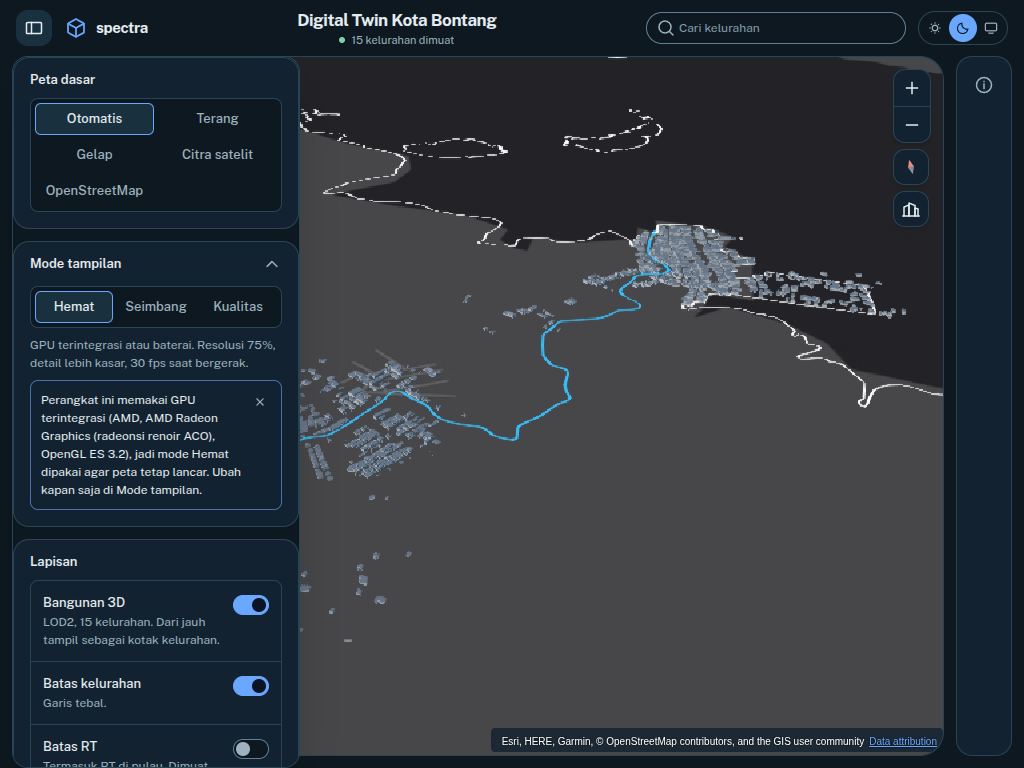 spectra
Digital Twin Kota Bontang
15 kelurahan dimuat
Cari kelurahan
Peta dasar
Otomatis
Terang
Gelap
Citra satelit
OpenStreetMap
Mode tampilan
Hemat
Seimbang
Kualitas
GPU terintegrasi atau baterai. Resolusi 75%,
detail lebih kasar, 30 fps saat bergerak.
Perangkat ini memakai GPU
terintegrasi (AMD, AMD Radeon
Graphics (radeonsi renoir ACO),
OpenGL ES 3.2), jadi mode Hemat
dipakai agar peta tetap lancar. Ubah
kapan saja di Mode tampilan.
Lapisan
Bangunan 3D
LOD2, 15 kelurahan. Dari jauh
tampil sebagai kotak kelurahan.
Batas kelurahan
Garis tebal.
Batas RT
Termasuk RT di pulau. Dimuat
Esri, HERE, Garmin, © OpenStreetMap contributors, and the GIS user community Data attribution